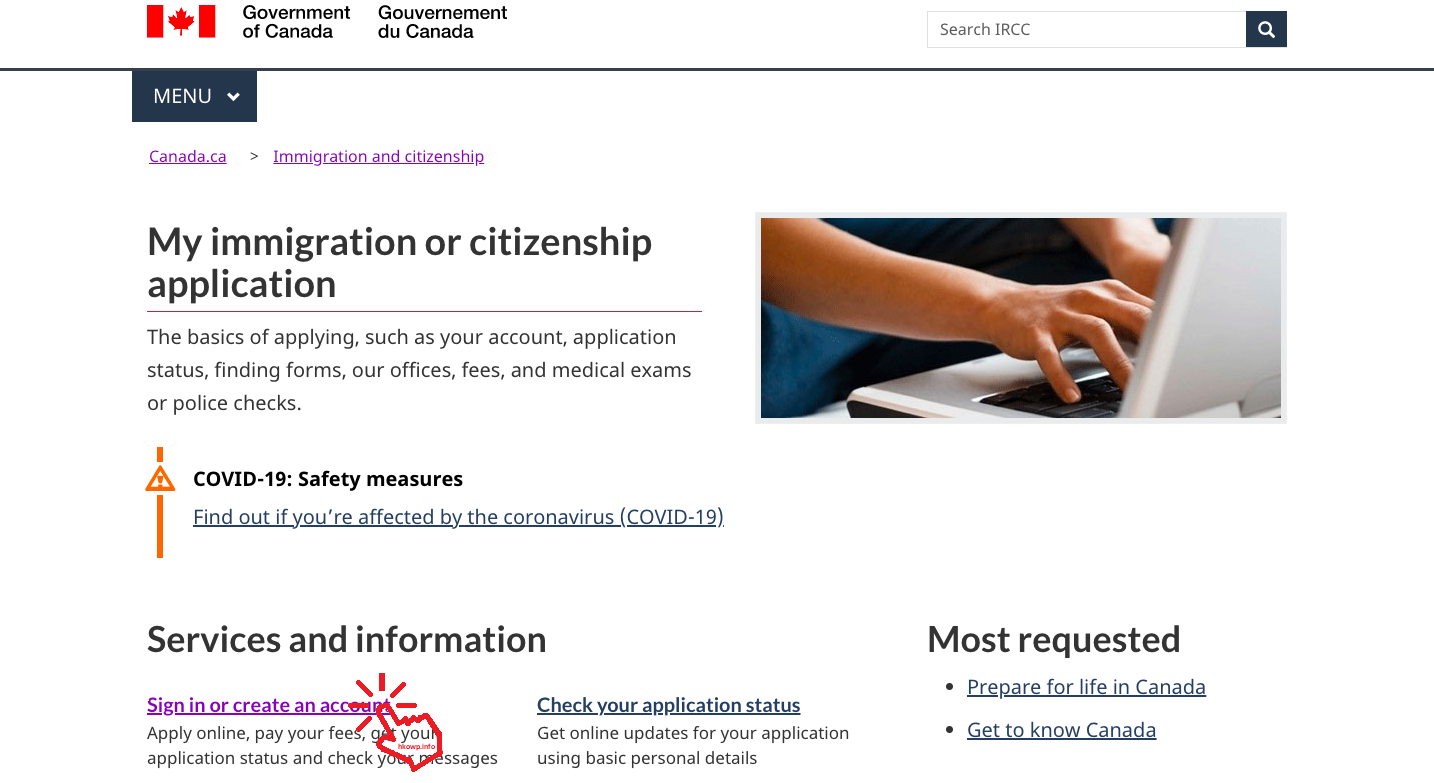 Government of Canada
Gouvernement du Canada
Search IRCC
MENU
Canada.ca > Immigration and citizenship
My immigration or citizenship
application
The basics of applying, such as your account, application
status, finding forms, our offices, fees, and medical exams
or police checks.
COVID-19: Safety measures
Find out if you're affected by the coronavirus (COVID-19)
Services and information
Sign in or create an account
Apply online, pay your fees, get your
application status and check your messages
hkowp.info
Check your application status
Get online updates for your application
using basic personal details
Most requested
Prepare for life in Canada
Get to know Canada